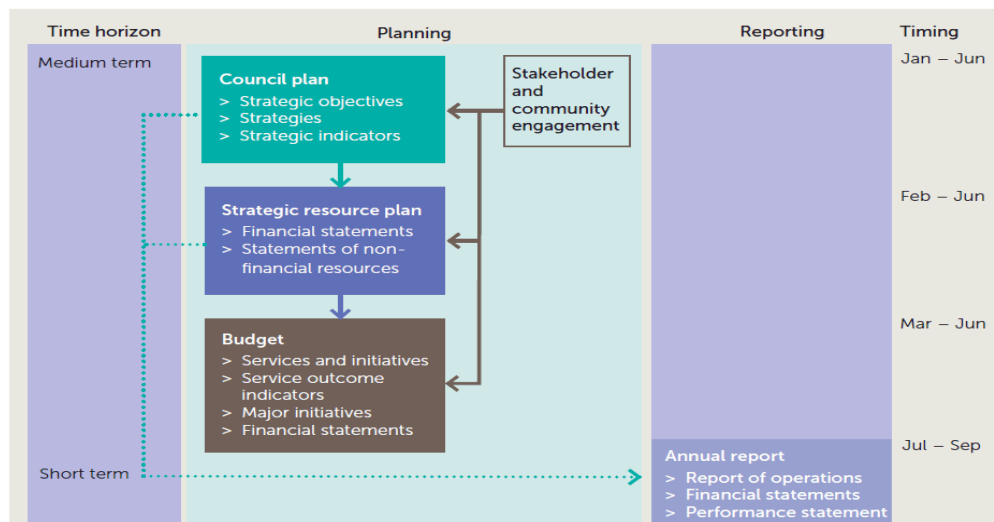 Time horizon
Planning
Reporting
Timing
Medium term
Jan – Jun
Council plan
> Strategic objectives
> Strategies
> Strategic indicators
Stakeholder
and
community
engagement
Feb – Jun
Strategic resource plan
> Financial statements
> Statements of non-
financial resources
Mar – Jun
Budget
> Services and initiatives
> Service outcome
indicators
> Major initiatives
> Financial statements
Short term
Jul – Sep
Annual report
> Report of operations
> Financial statements
> Performance statement